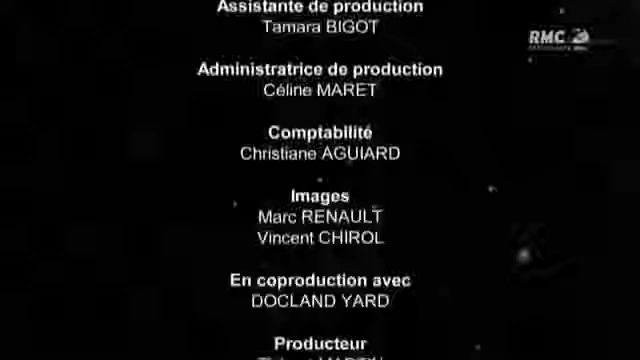 Assistante de production
Tamara BIGOT
RMC
Administratrice de production
Céline MARET
Comptabilité
Christiane AGUIARD
Images
Marc RENAULT
Vincent CHIROL
En coproduction avec
DOCLAND YARD
Producteur